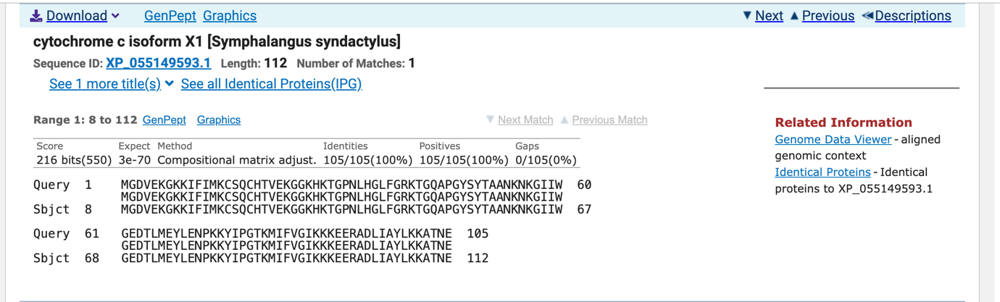 Download GenPept Graphics Next Previous Descriptions
cytochrome c isoform X1 [Symphalangus syndactylus]
Sequence ID: XP_055149593.1 Length: 112 Number of Matches: 1
See 1 more title(s) See all Identical Proteins(IPG)
Range 1: 8 to 112 GenPept Graphics Next Match Previous Match
Score Expect Method Identities Positives Gaps
216 bits(550) 3e-70 Compositional matrix adjust. 105/105(100%) 105/105(100%) 0/105(0%)
Query 1 MGDVEKGKKIFIMKCSQCHTVEKGGKHKTGPNLHGLFGRKTGQAPGYSYTAANKNKGIIW 60
MGDVEKGKKIFIMKCSQCHTVEKGGKHKTGPNLHGLFGRKTGQAPGYSYTAANKNKGIIW
Sbjct 8 MGDVEKGKKIFIMKCSQCHTVEKGGKHKTGPNLHGLFGRKTGQAPGYSYTAANKNKGIIW 67
Query 61 GEDTLMEYLENPKKYIPGTKMIFVGIKKKEERADLIAYLKKATNE 105
GEDTLMEYLENPKKYIPGTKMIFVGIKKKEERADLIAYLKKATNE
Sbjct 68 GEDTLMEYLENPKKYIPGTKMIFVGIKKKEERADLIAYLKKATNE 112
Related Information
Genome Data Viewer - aligned
genomic context
Identical Proteins - Identical
proteins to XP_055149593.1